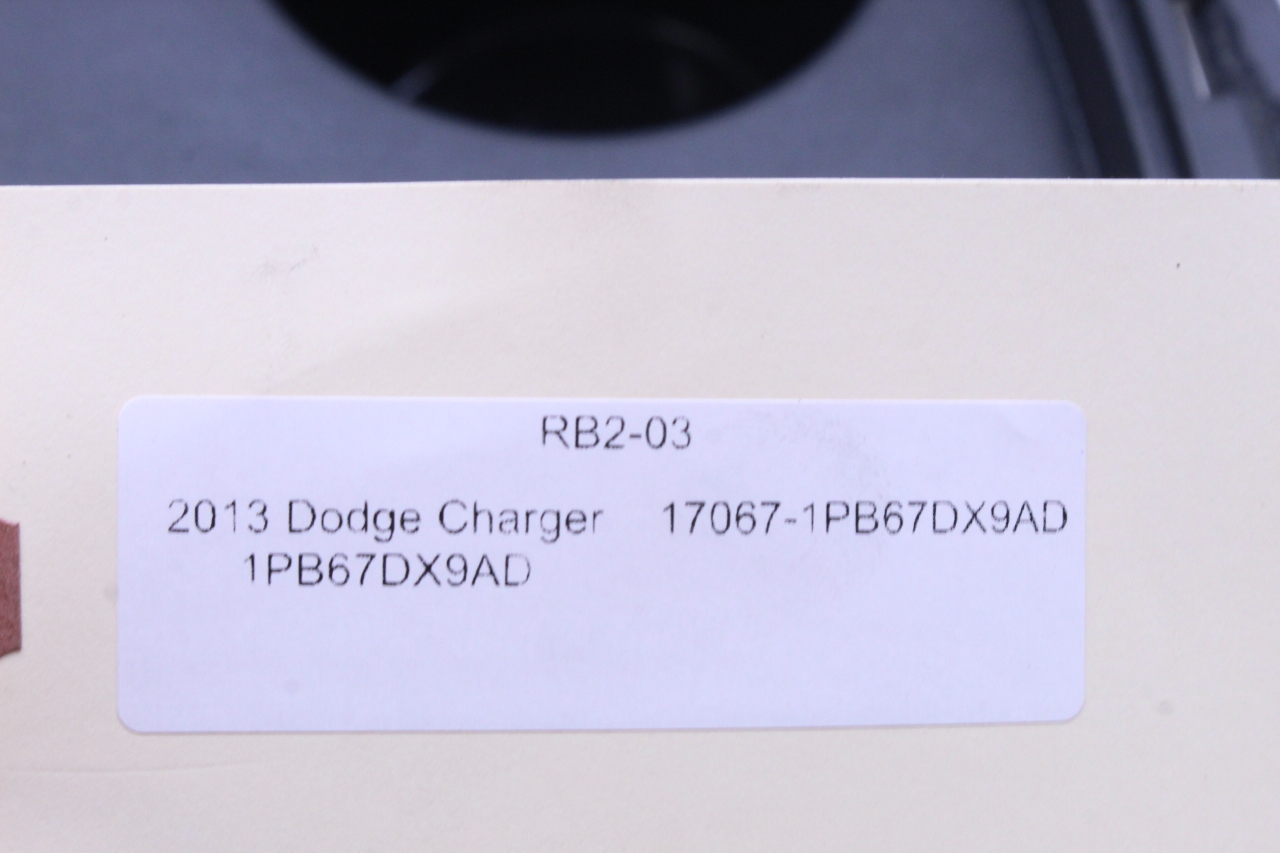 RB2-03
2013 Dodge Charger 17067-1PB67DX9AD
1PB67DX9AD